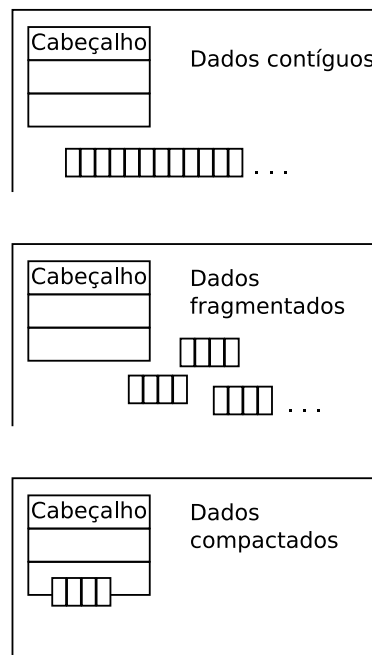 Cabeçalho
Dados contíguos
. . .
Cabeçalho
Dados
fragmentados
. . .
Cabeçalho
Dados
compactados